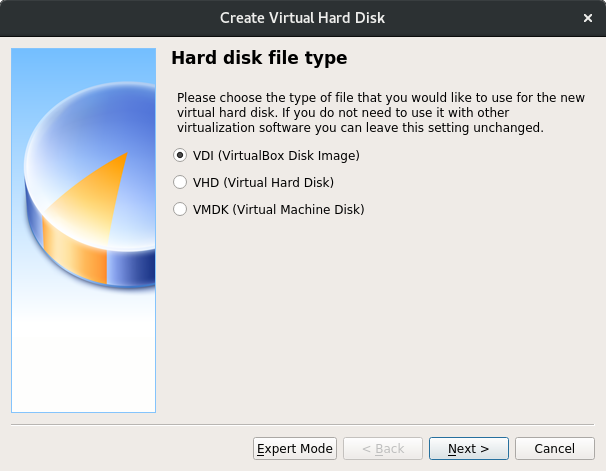 Create Virtual Hard Disk
Hard disk file type
Please choose the type of file that you would like to use for the new
virtual hard disk. If you do not need to use it with other
virtualization software you can leave this setting unchanged.
VDI (VirtualBox Disk Image)
VHD (Virtual Hard Disk)
VMDK (Virtual Machine Disk)
Expert Mode
< Back
Next >
Cancel